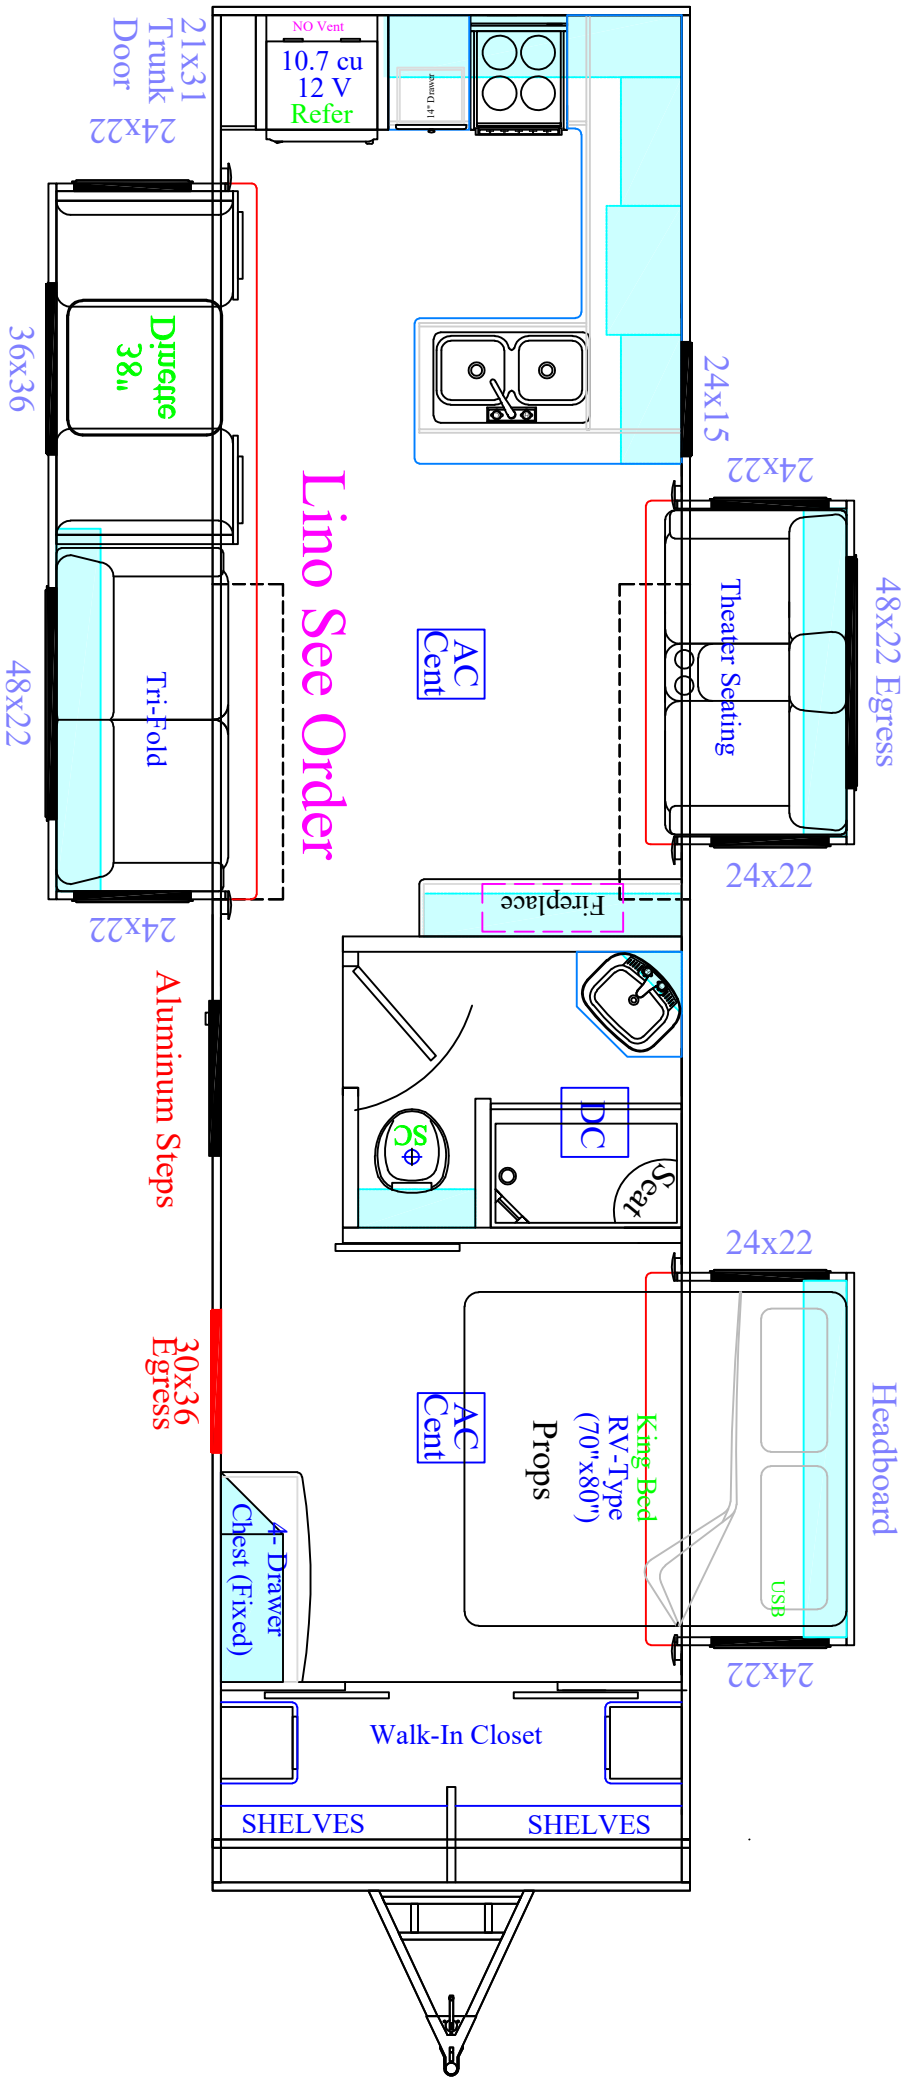 21x31
Trunk
Door
NO Vent
10.7 cu
12 V
Refer
14" Drawer
24x22
36x36
Dinette
38"
24x15
24x22
48x22 Egress
Theater Seating
24x22
Lino See Order
AC
Cent
Tri-Fold
48x22
24x22
Fireplace
Aluminum Steps
DC
SC
Seat
24x22
30x36
Egress
AC
Cent
Props
King Bed
RV-Type
(70"x80")
Headboard
USB
24x22
4- Drawer
Chest (Fixed)
Walk-In Closet
SHELVES
SHELVES